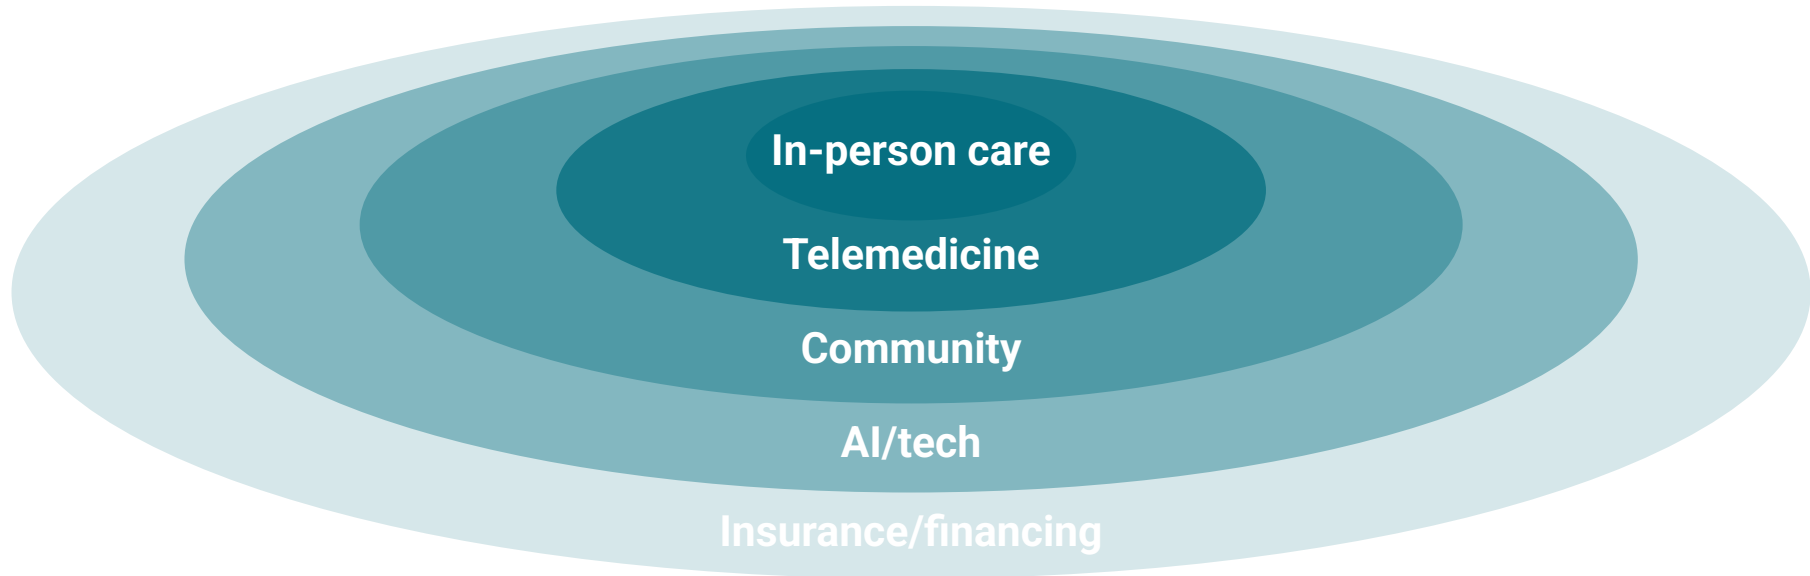 In-person care
Telemedicine
Community
AI/tech
Insurance/financing